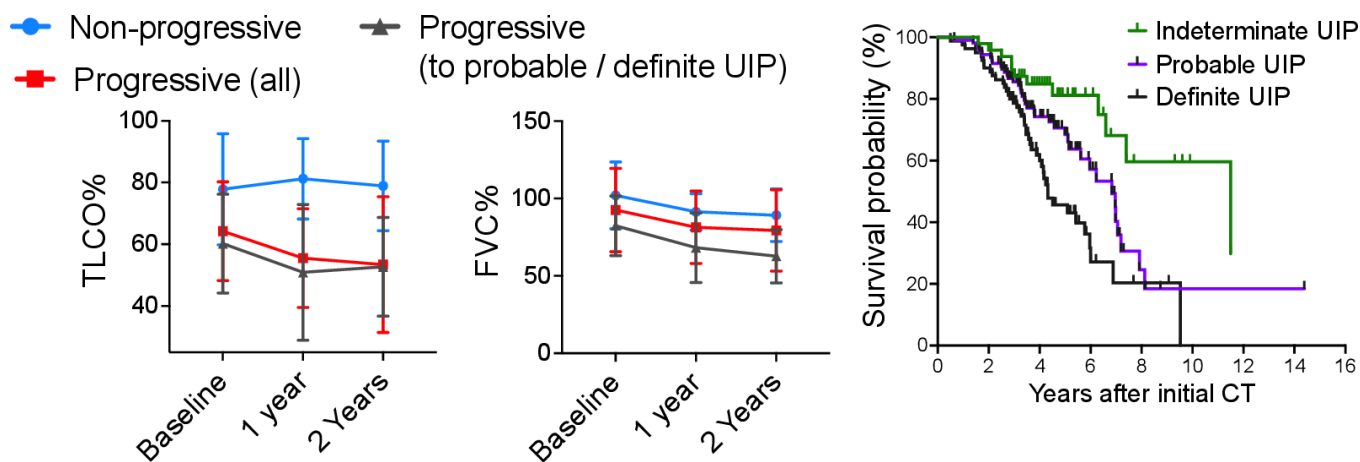 Non-progressive
Progressive
(to probable / definite UIP)
Progressive (all)
TLCO%
100
80
60
40
Baseline
1 year
2 Years
FVC%
150
100
50
0
Baseline
1 year
2 Years
Indeterminate UIP
Probable UIP
Definite UIP
Survival probability (%)
100
80
60
40
20
0
0 2 4 6 8 10 12 14 16
Years after initial CT